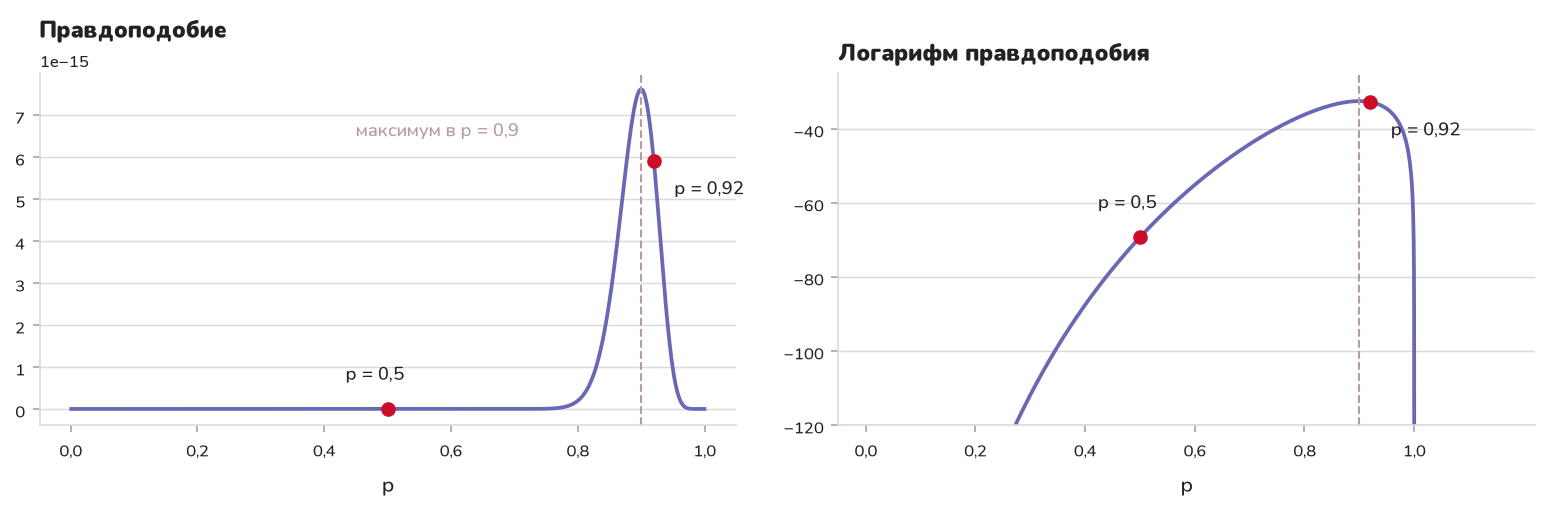 Правдоподобие
1e−15
7
6
5
4
3
2
1
0
максимум в p = 0,9
p = 0,92
p = 0,5
0,0
0,2
0,4
0,6
0,8
1,0
p
Логарифм правдоподобия
−40
−60
−80
−100
−120
p = 0,92
p = 0,5
0,0
0,2
0,4
0,6
0,8
1,0
p